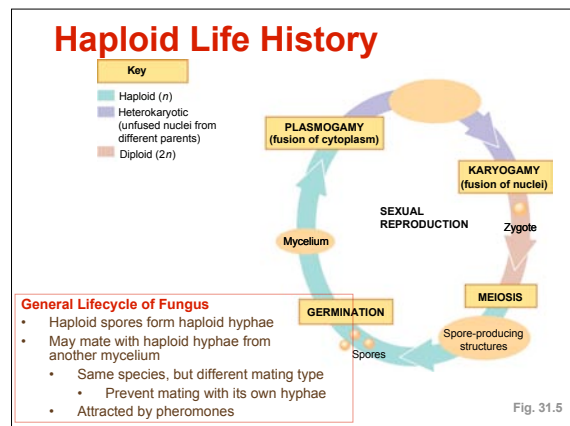 Haploid Life History
Key
Haploid (n)
Heterokaryotic
(unfused nuclei from
different parents)
Diploid (2n)
PLASMOGAMY
(fusion of cytoplasm)
KARYOGAMY
(fusion of nuclei)
SEXUAL
REPRODUCTION
Zygote
Mycelium
MEIOSIS
GERMINATION
Spore-producing
structures
Spores
General Lifecycle of Fungus
• Haploid spores form haploid hyphae
• May mate with haploid hyphae from
another mycelium
• Same species, but different mating type
• Prevent mating with its own hyphae
• Attracted by pheromones
Fig. 31.5